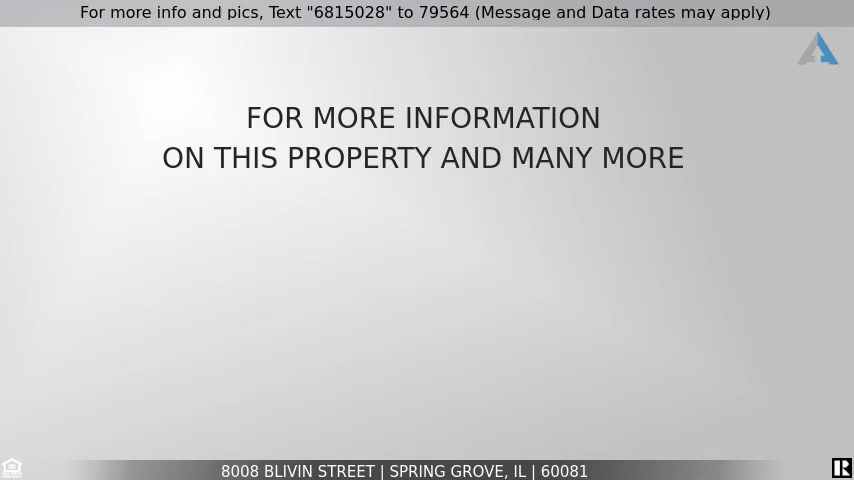 For more info and pics, Text "6815028" to 79564 (Message and Data rates may apply)
FOR MORE INFORMATION
ON THIS PROPERTY AND MANY MORE
8008 BLIVIN STREET | SPRING GROVE, IL | 60081